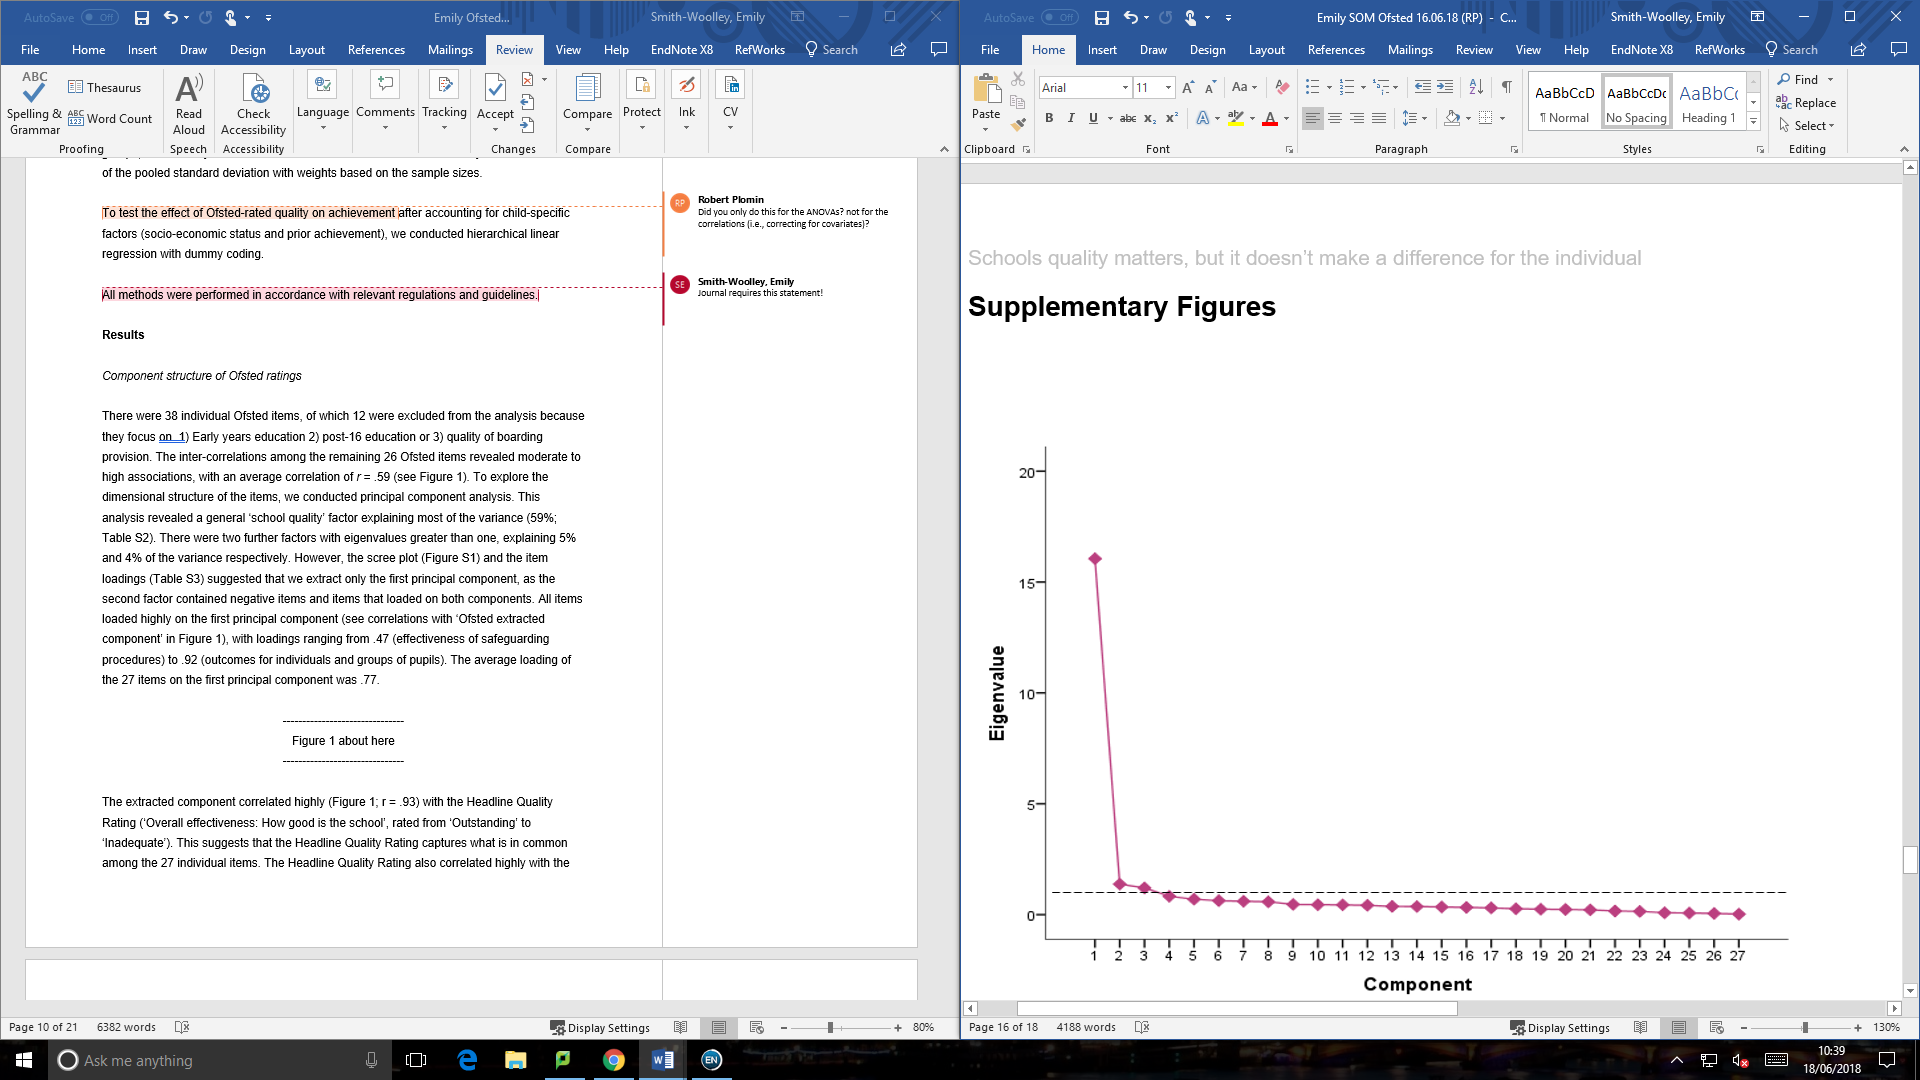 AutoSave Off
Emily Ofsted...
Smith-Woolley, Emily
File Home Insert Draw Design Layout References Mailings Review View Help EndNote X8 RefWorks Search
ABC
Spelling & Grammar
Thesaurus
ABC 123 Word Count
Proofing
Read Aloud
Speech
Check Accessibility
Accessibility
Language
Comments
Tracking
Accept
Changes
Compare
Compare
Protect
Ink
CV
of the pooled standard deviation with weights based on the sample sizes.
To test the effect of Ofsted-rated quality on achievement after accounting for child-specific
factors (socio-economic status and prior achievement), we conducted hierarchical linear
regression with dummy coding.
All methods were performed in accordance with relevant regulations and guidelines.
Results
Component structure of Ofsted ratings
There were 38 individual Ofsted items, of which 12 were excluded from the analysis because
they focus on 1) Early years education 2) post-16 education or 3) quality of boarding
provision. The inter-correlations among the remaining 26 Ofsted items revealed moderate to
high associations, with an average correlation of r = .59 (see Figure 1). To explore the
dimensional structure of the items, we conducted principal component analysis. This
analysis revealed a general ‘school quality’ factor explaining most of the variance (59%;
Table S2). There were two further factors with eigenvalues greater than one, explaining 5%
and 4% of the variance respectively. However, the scree plot (Figure S1) and the item
loadings (Table S3) suggested that we extract only the first principal component, as the
second factor contained negative items and items that loaded on both components. All items
loaded highly on the first principal component (see correlations with ‘Ofsted extracted
component’ in Figure 1), with loadings ranging from .47 (effectiveness of safeguarding
procedures) to .92 (outcomes for individuals and groups of pupils). The average loading of
the 27 items on the first principal component was .77.
-------------------------------
Figure 1 about here
-------------------------------
The extracted component correlated highly (Figure 1; r = .93) with the Headline Quality
Rating (‘Overall effectiveness: How good is the school’, rated from ‘Outstanding’ to
‘Inadequate’). This suggests that the Headline Quality Rating captures what is in common
among the 27 individual items. The Headline Quality Rating also correlated highly with the
RP Robert Plomin
Did you only do this for the ANOVAs? not for the
correlations (i.e., correcting for covariates)?
SE Smith-Woolley, Emily
Journal requires this statement!
Page 10 of 21 6382 words Display Settings 80%
AutoSave Off
Emily SOM Ofsted 16.06.18 (RP) - C...
Smith-Woolley, Emily
File Home Insert Draw Design Layout References Mailings Review View Help EndNote X8 RefWorks Search
Paste
Clipboard
Arial 11
Aa
B I U abc x₂ x² A ab A
Font
Paragraph
AaBbCcD AaBbCcDc AaBbCc
¶ Normal No Spacing Heading 1
Styles
Find
Replace
Select
Editing
Schools quality matters, but it doesn’t make a difference for the individual
Supplementary Figures
Eigenvalue
20
15
10
5
0
1 2 3 4 5 6 7 8 9 10 11 12 13 14 15 16 17 18 19 20 21 22 23 24 25 26 27
Component
Page 16 of 18 4188 words Display Settings 130%
Ask me anything
EN
10:39
18/06/2018